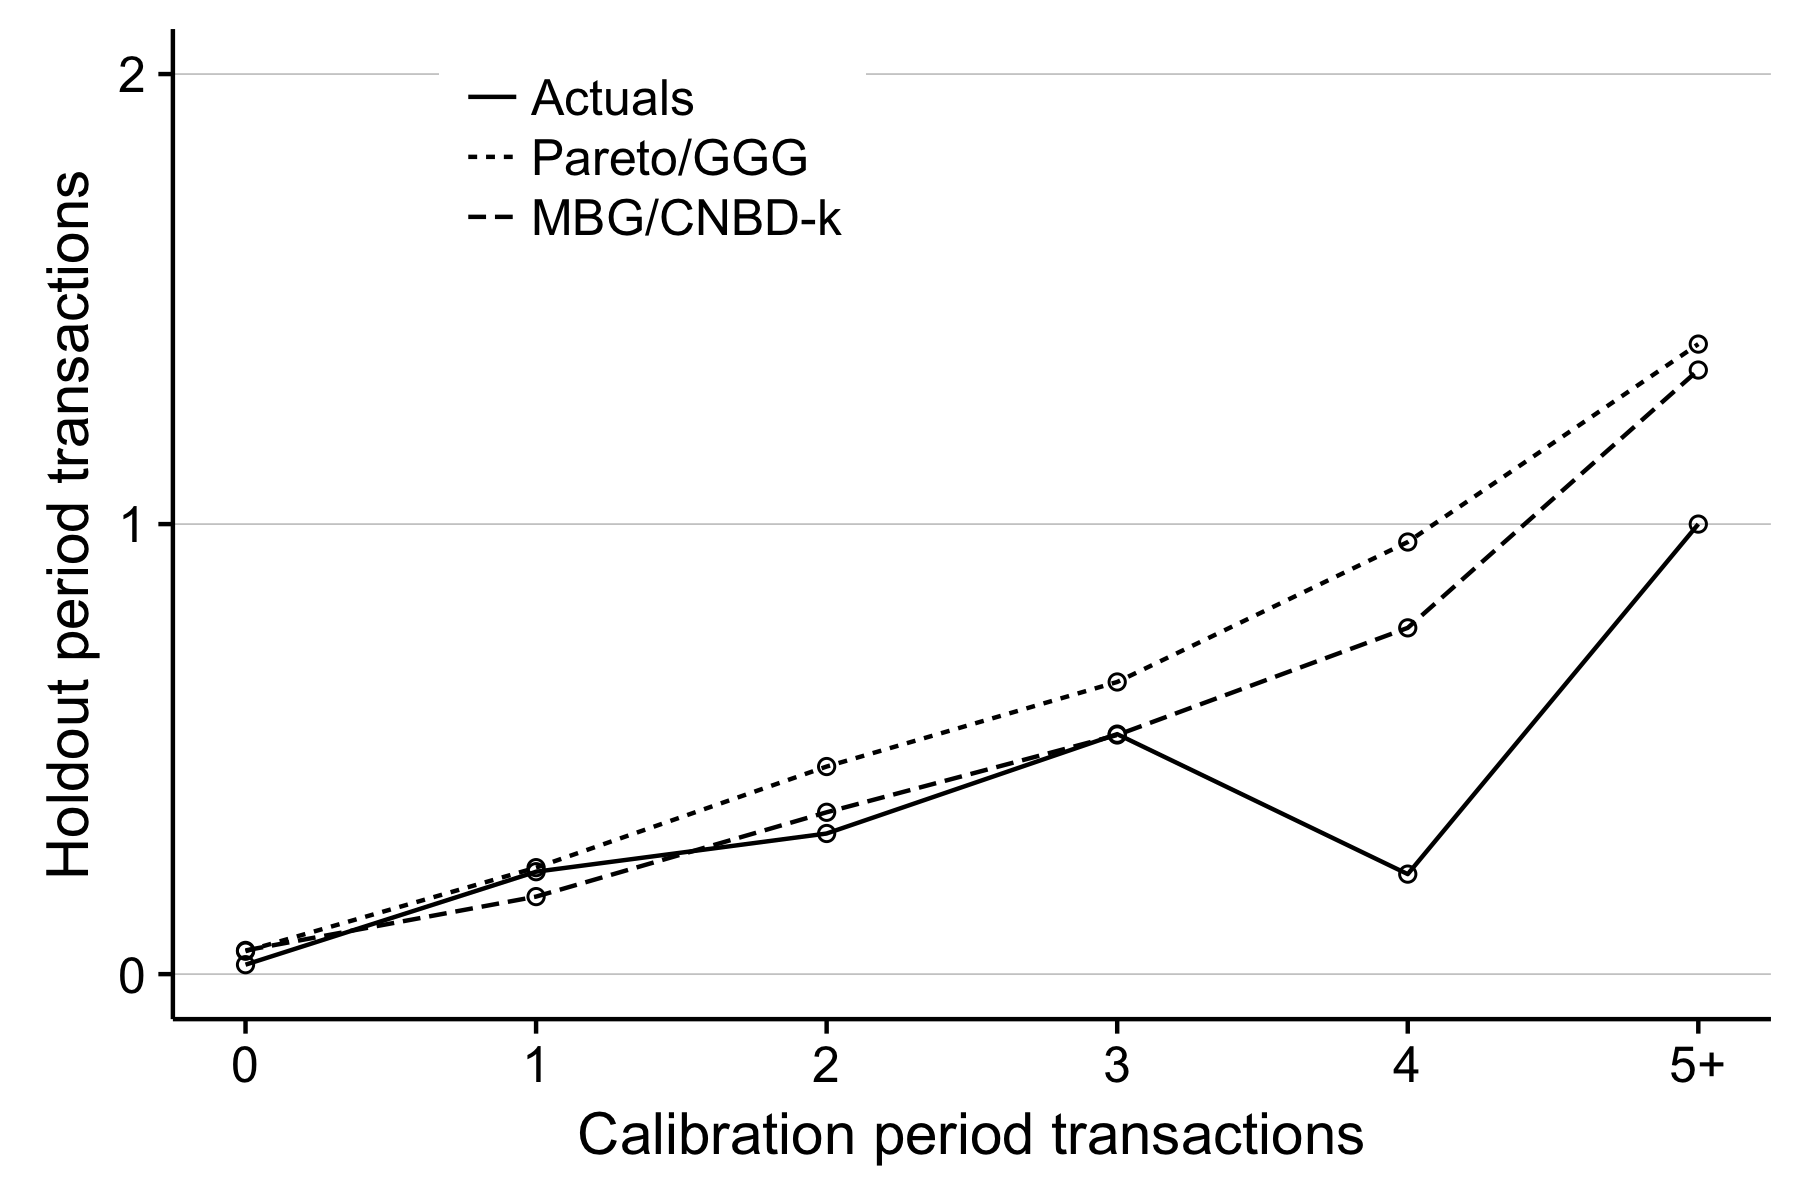 2
1
0
Holdout period transactions
Actuals
Pareto/GGG
MBG/CNBD-k
0 1 2 3 4 5+
Calibration period transactions